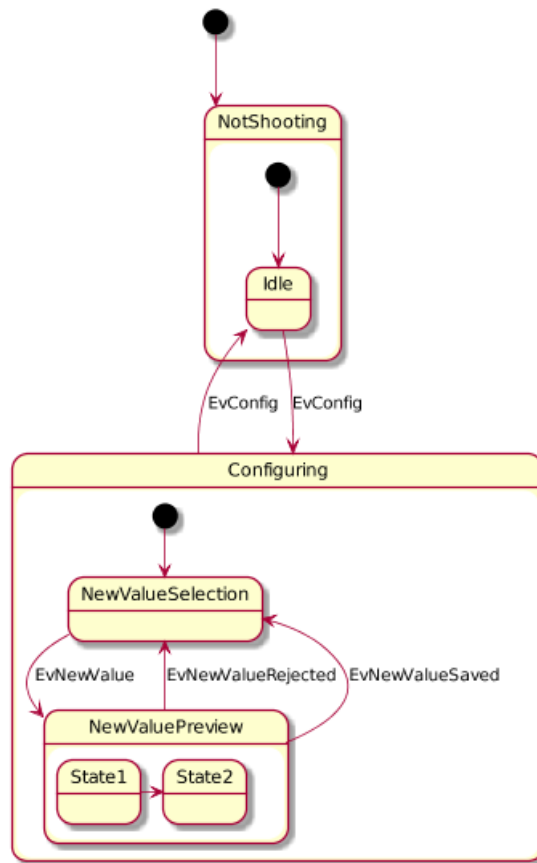 NotShooting
Idle
EvConfig
EvConfig
Configuring
NewValueSelection
EvNewValue
EvNewValueRejected
EvNewValueSaved
NewValuePreview
State1
State2